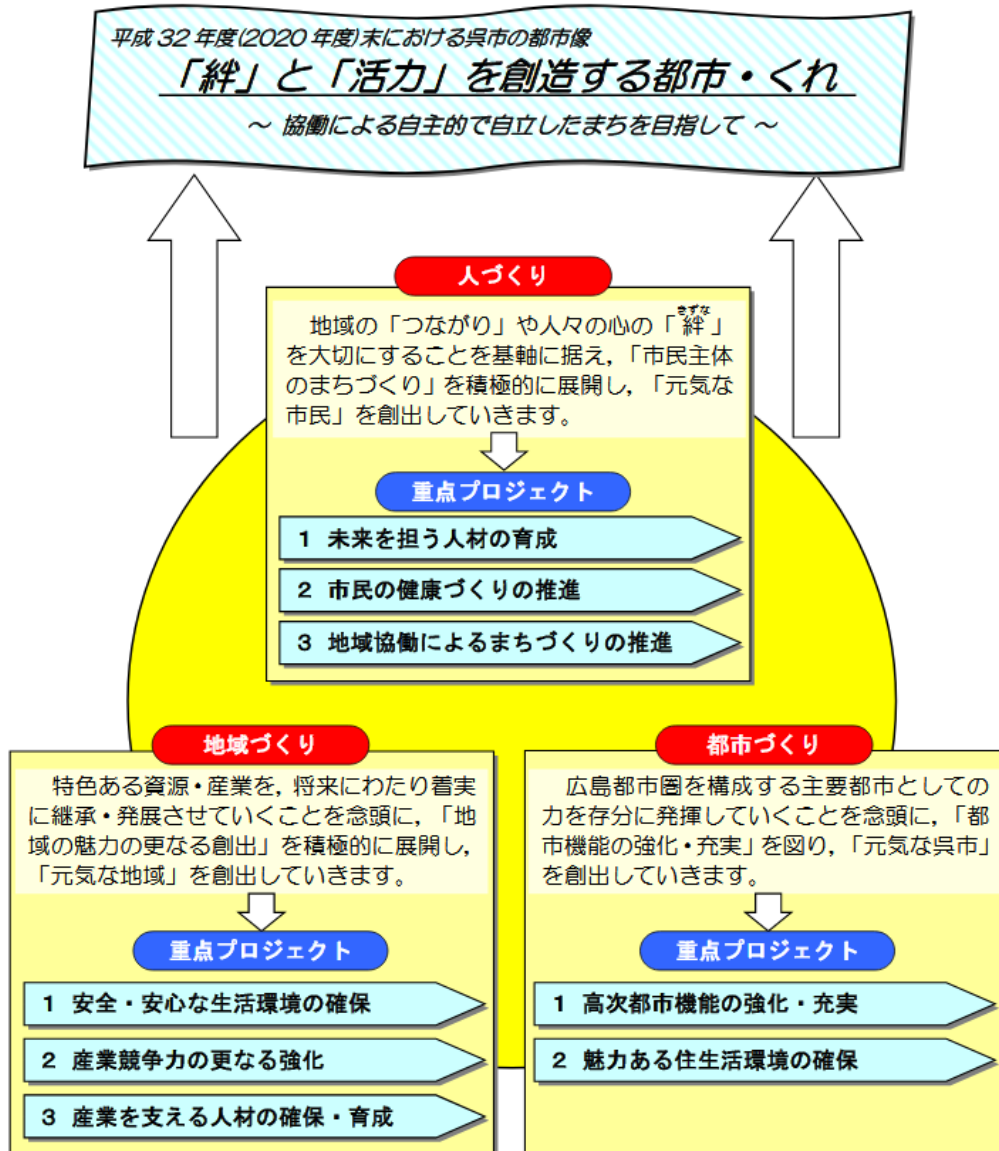 平成32年度(2020年度)末における呉市の都市像
「絆」と「活力」を創造する都市・くれ
～ 協働による自主的で自立したまちを目指して ～
人づくり
きずな
地域の「つながり」や人々の心の「絆」
を大切にすることを基軸に据え，「市民主体
のまちづくり」を積極的に展開し，「元気な
市民」を創出していきます。
重点プロジェクト
1 未来を担う人材の育成
2 市民の健康づくりの推進
3 地域協働によるまちづくりの推進
地域づくり
特色ある資源・産業を，将来にわたり着実
に継承・発展させていくことを念頭に，「地
域の魅力の更なる創出」を積極的に展開し，
「元気な地域」を創出していきます。
重点プロジェクト
1 安全・安心な生活環境の確保
2 産業競争力の更なる強化
3 産業を支える人材の確保・育成
都市づくり
広島都市圏を構成する主要都市としての
力を存分に発揮していくことを念頭に，「都
市機能の強化・充実」を図り，「元気な呉市」
を創出していきます。
重点プロジェクト
1 高次都市機能の強化・充実
2 魅力ある住生活環境の確保